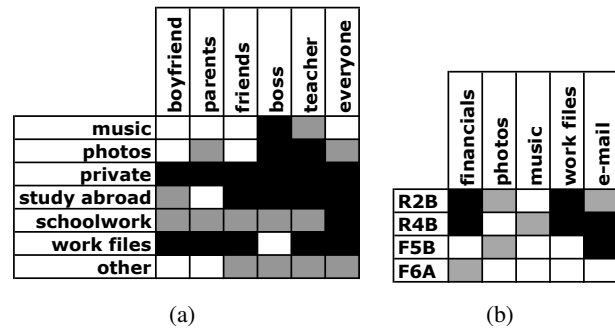 boyfriend
parents
friends
boss
teacher
everyone
music
photos
private
study abroad
schoolwork
work files
other
(a)
financials
photos
music
work files
e-mail
R2B
R4B
F5B
F6A
(b)